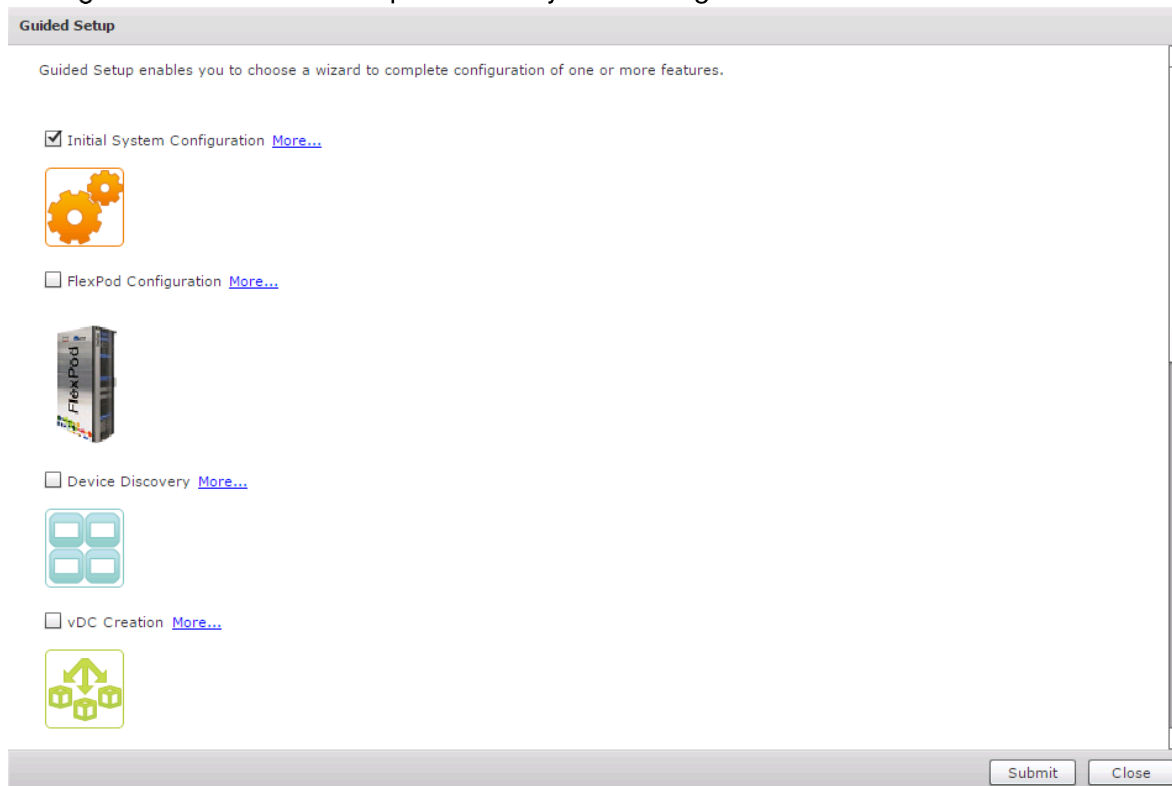 Guided Setup
Guided Setup enables you to choose a wizard to complete configuration of one or more features.
Initial System Configuration More...
FlexPod Configuration More...
FlexPod
Device Discovery More...
vDC Creation More...
Submit Close